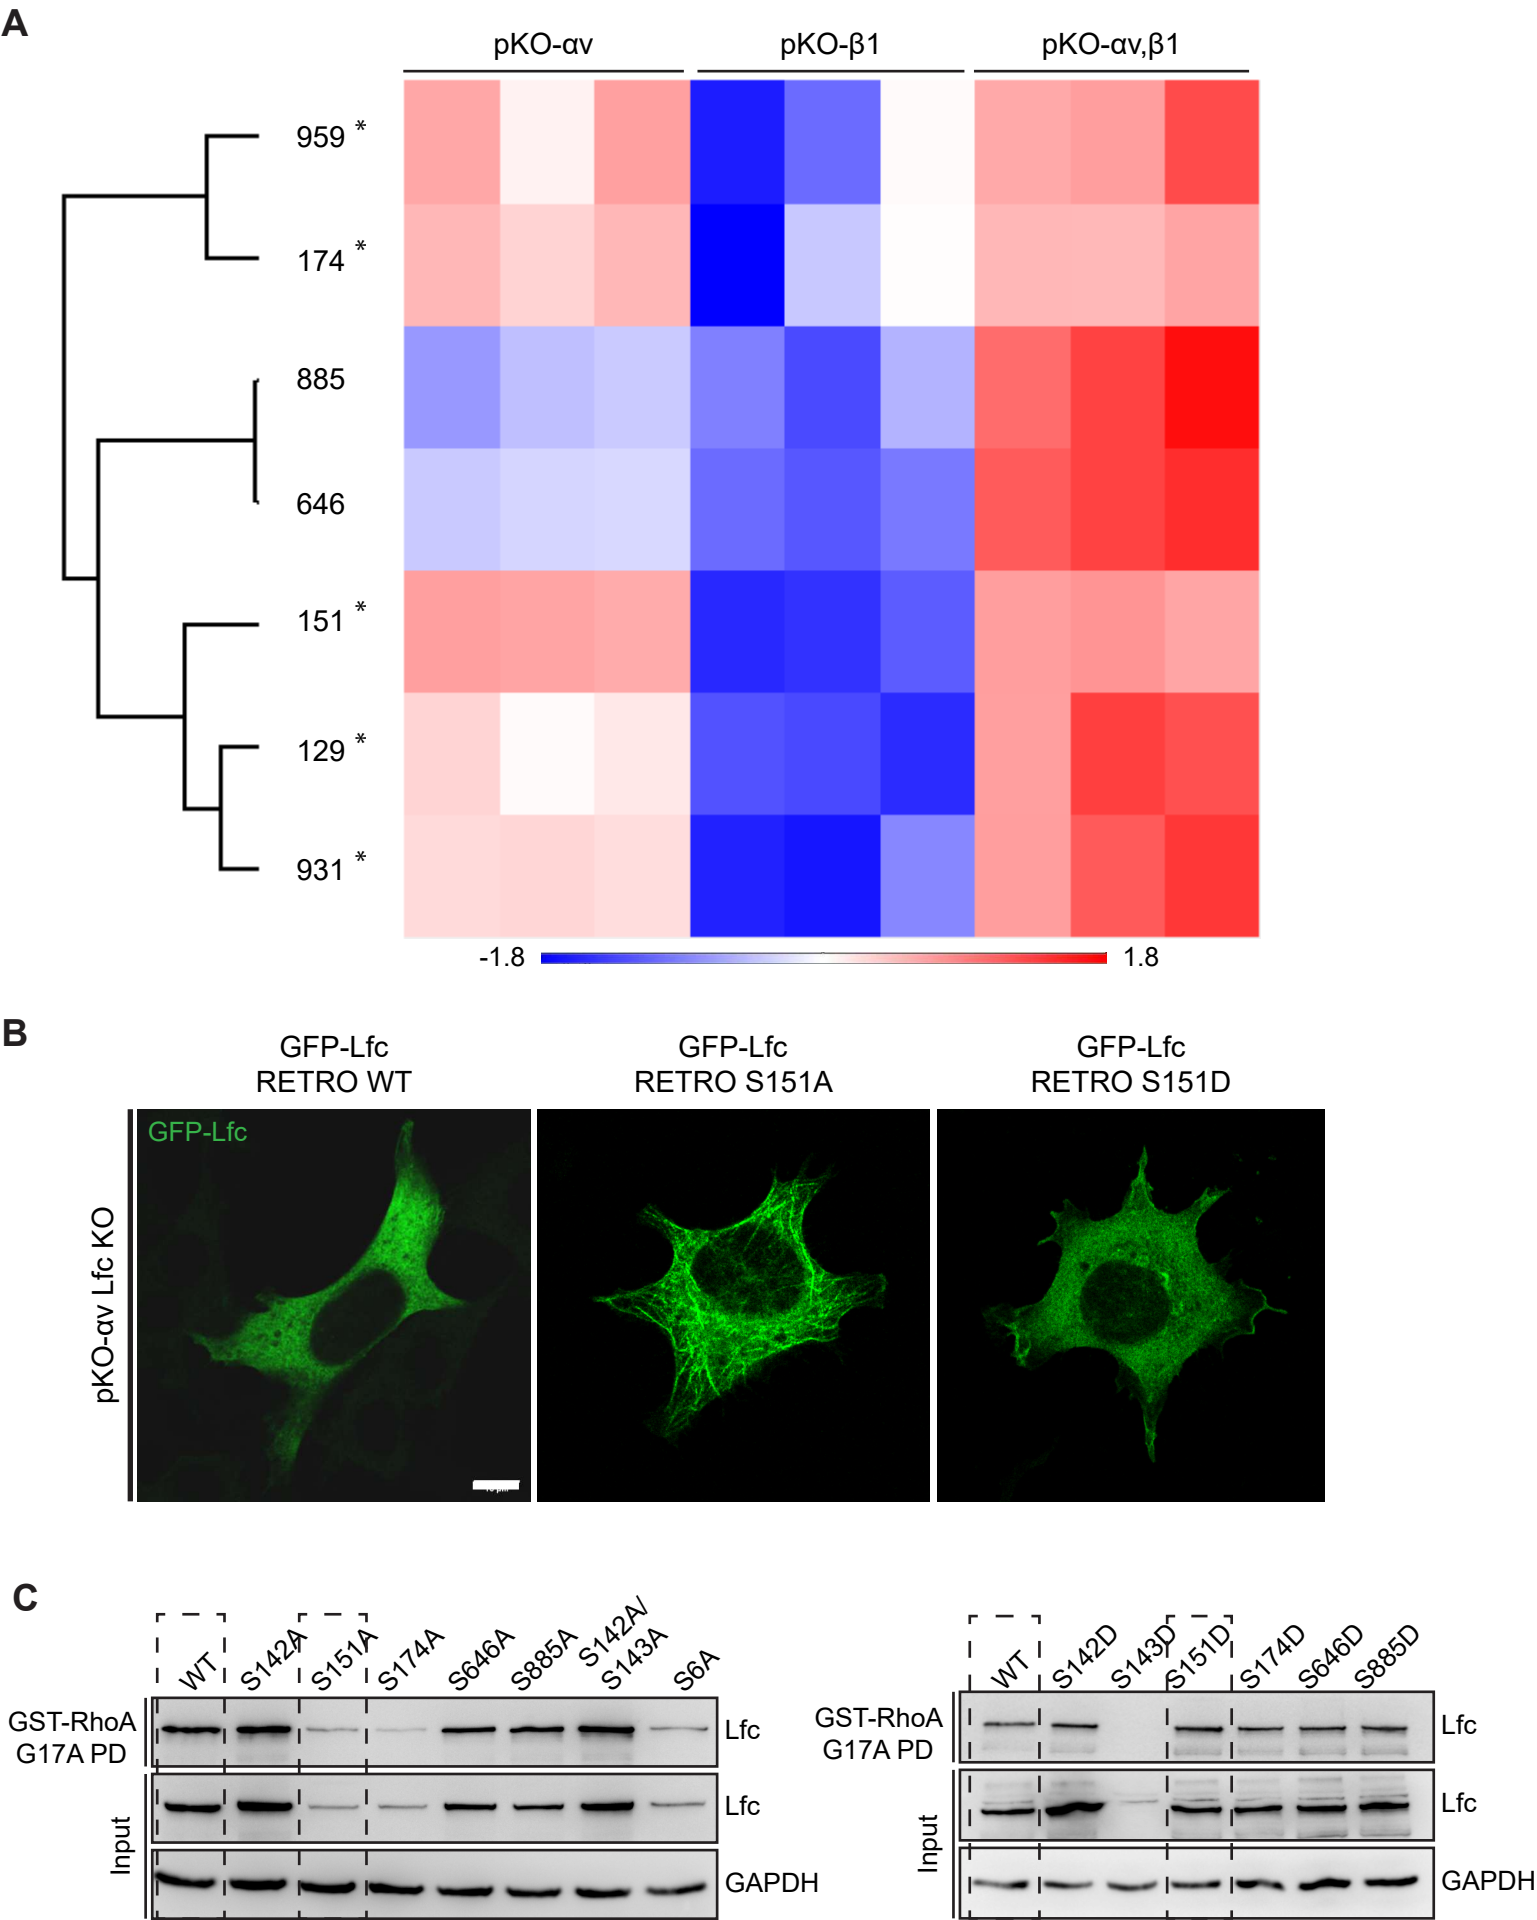 A
pKO-αv pKO-β1 pKO-αv,β1
959 *
174 *
885
646
151 *
129 *
931 *
-1.8 1.8
B
GFP-Lfc
RETRO WT
GFP-Lfc
RETRO S151A
GFP-Lfc
RETRO S151D
GFP-Lfc
pKO-αv Lfc KO
C
WT S142A S151A S174A S646A S885A S142A/
S143A S6A
GST-RhoA
G17A PD
Lfc
Input
Lfc
GAPDH
WT S142D S143D S151D S174D S646D S885D
GST-RhoA
G17A PD
Lfc
Input
Lfc
GAPDH